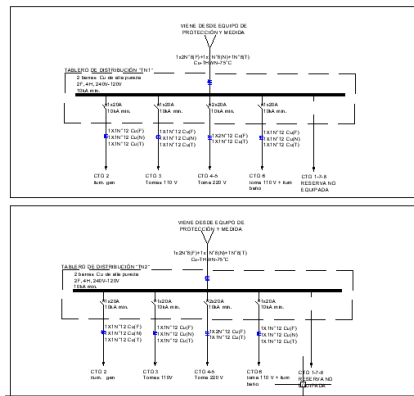 VIENE DESDE EQUIPO DE
PROTECCIÓN Y MEDIDA
1x2N°8(F)+1x1N°8(N)+1N°8(T)
Cu-THWN-75°C
TABLERO DE DISTRIBUCIÓN "TN1"
2 barras Cu de alta pureza
2F, 4H, 240V-120V
10kA min.
1x20A 1x20A 2x20A 1x20A
10kA min. 10kA min. 10kA min. 10kA min.
1X1N°12 Cu(F) 1X1N°12 Cu(F) 1X2N°12 Cu(F) 1X1N°12 Cu(F)
1X1N°12 Cu(N) 1X1N°12 Cu(N) 1X1N°12 Cu(T) 1X1N°12 Cu(N)
1X1N°12 Cu(T) 1X1N°12 Cu(T) 1X1N°12 Cu(T)
CTO 2 CTO 3 CTO 4-5 CTO 6 CTO 1-7-8
ilum. gen Tomas 110 V Toma 220 V toma 110 V + ilum RESERVA NO
baño EQUIPADA
VIENE DESDE EQUIPO DE
PROTECCIÓN Y MEDIDA
1x2N°8(F)+1x1N°8(N)+1N°8(T)
Cu-THWN-75°C
TABLERO DE DISTRIBUCIÓN "TN2"
2 barras Cu de alta pureza
2F, 4H, 240V-120V
10kA min.
1x20A 1x20A 2x20A 1x20A
10kA min. 10kA min. 10kA min. 10kA min.
1X1N°12 Cu(F) 1X1N°12 Cu(F) 1X2N°12 Cu(F) 1X1N°12 Cu(F)
1X1N°12 Cu(N) 1X1N°12 Cu(N) 1X1N°12 Cu(T) 1X1N°12 Cu(N)
1X1N°12 Cu(T) 1X1N°12 Cu(T) 1X1N°12 Cu(T)
CTO 2 CTO 3 CTO 4-5 CTO 6 CTO 1-7-8
ilum. gen Tomas 110V Toma 220 V toma 110 V + ilum RESERVA NO
baño EQUIPADA